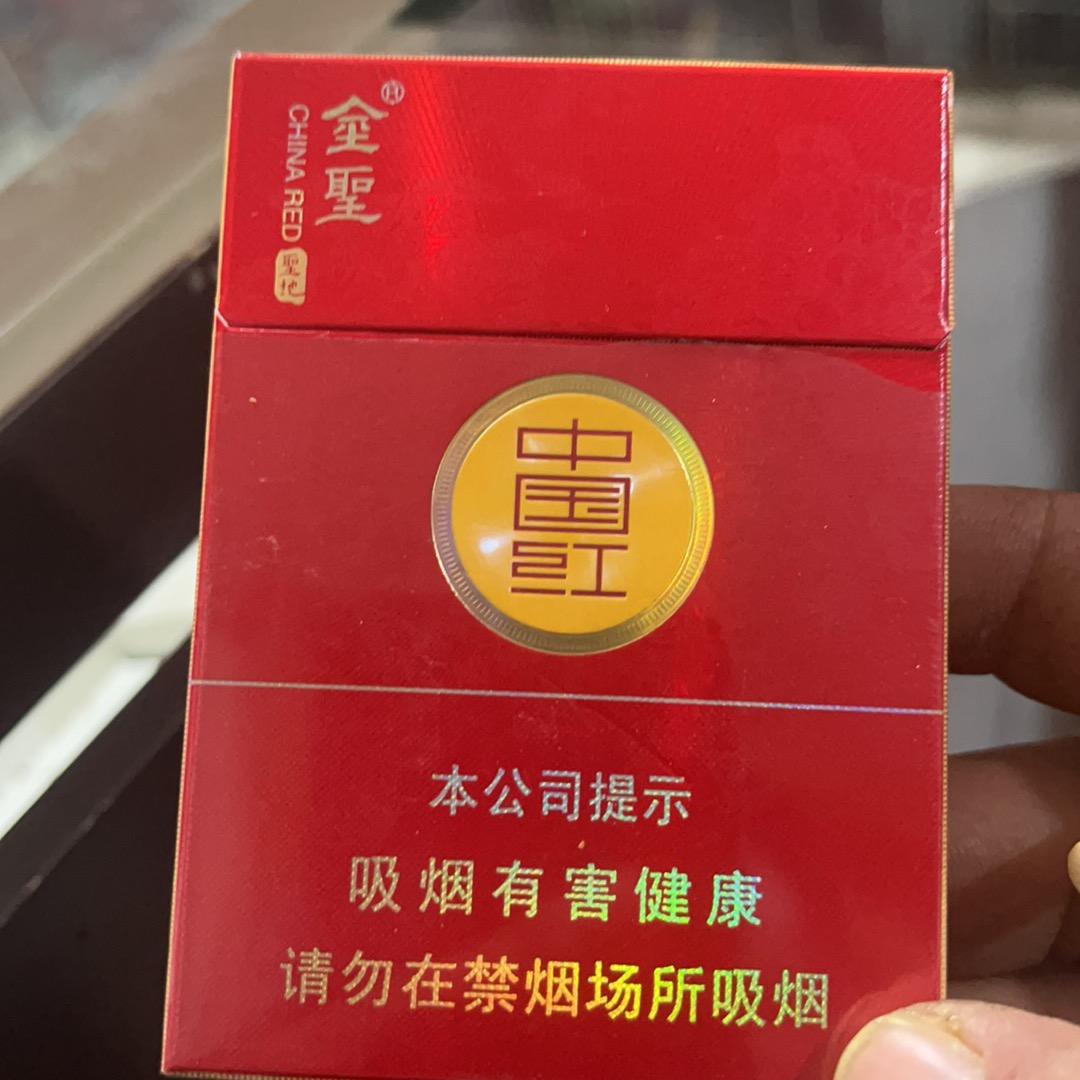 金聖®
CHINA RED
聖地
中
国
红
本公司提示
吸烟有害健康
请勿在禁烟场所吸烟